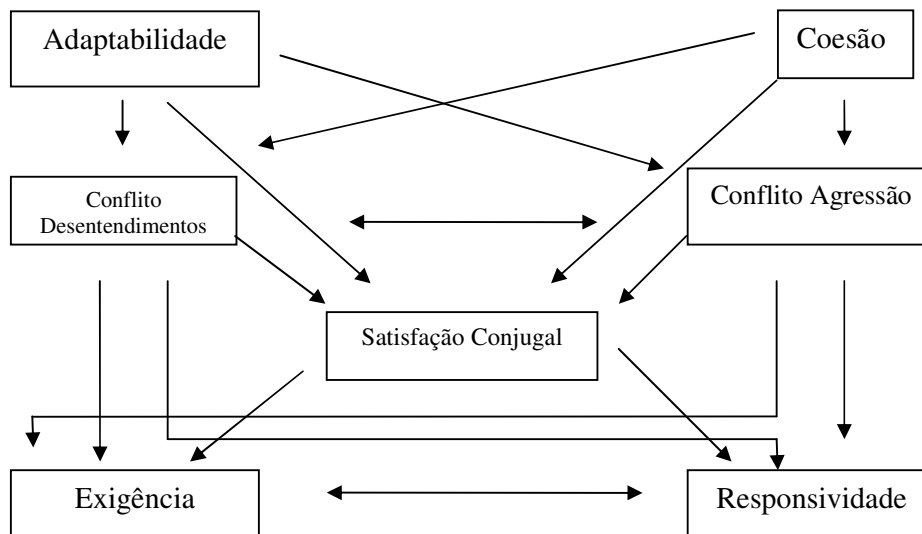 Adaptabilidade
Coesão
Conflito
Desentendimentos
Conflito Agressão
Satisfação Conjugal
Exigência
Responsividade